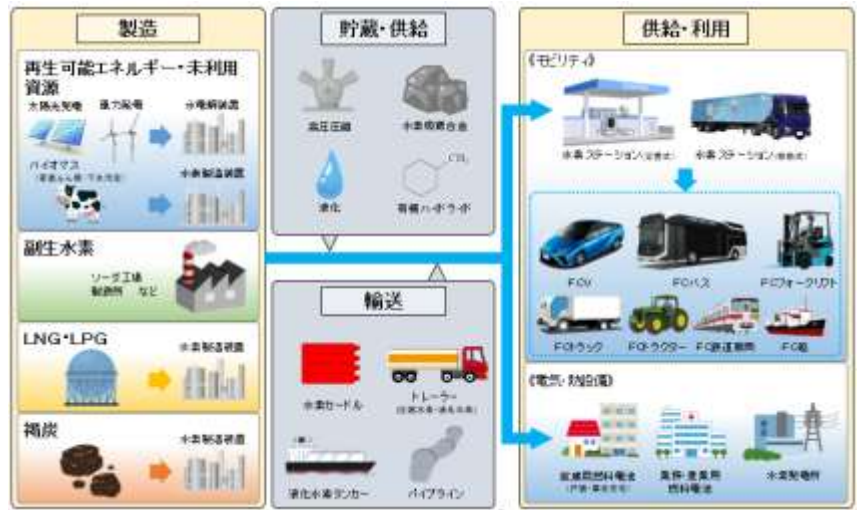 製造
再生可能エネルギー・未利用
資源
太陽光発電
風力発電
水電解装置
バイオマス
水素製造装置
副生水素
ソーダ工場
製鉄所 など
LNG・LPG
水素製造装置
褐炭
水素製造装置
貯蔵・供給
高圧圧縮
水素吸蔵合金
液化
CH₃
有機ハイドライド
輸送
水素カードル
トレーラー
(圧縮水素・液化水素)
液化水素タンカー
パイプライン
供給・利用
《モビリティ》
水素ステーション(定置式)
水素ステーション(移動式)
FCV
FCバス
FCフォークリフト
FCトラック
FCトラクター
FC鉄道車両
FC船
《電気・熱設備》
家庭用燃料電池
業務・産業用
燃料電池
水素発電所